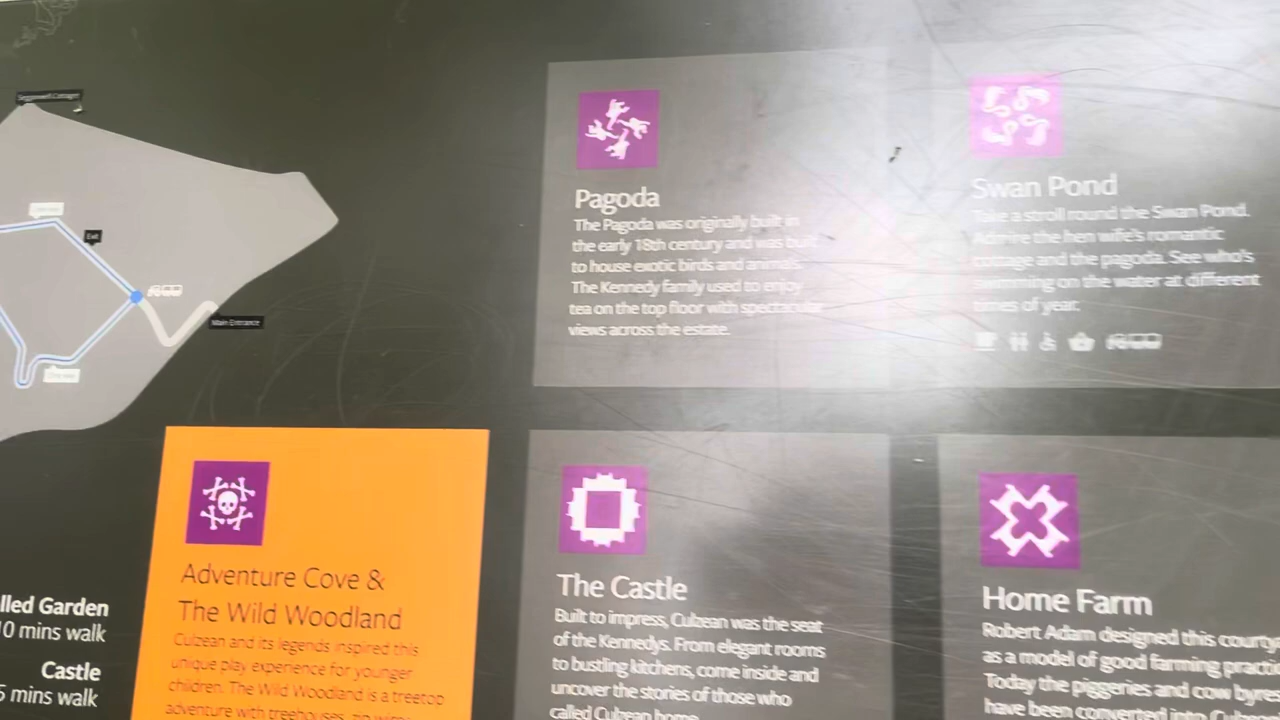 Exit
Main Entrance
Pagoda
The Pagoda was originally built in
the early 18th century and was built
to house exotic birds and animals.
The Kennedy family used to enjoy
tea on the top floor with spectacular
views across the estate.
Swan Pond
Take a stroll round the Swan Pond.
Admire the hen wife's romantic
cottage and the pagoda. See who's
swimming on the water at different
times of year.
lled Garden
10 mins walk
Castle
5 mins walk
Adventure Cove &
The Wild Woodland
Culzean and its legends inspired this
unique play experience for younger
children. The Wild Woodland is a treetop
adventure with treehouses, zip wires
The Castle
Built to impress, Culzean was the seat
of the Kennedys. From elegant rooms
to bustling kitchens, come inside and
uncover the stories of those who
called Culzean home.
Home Farm
Robert Adam designed this courty
as a model of good farming practi
Today the piggeries and cow byres
have been converted into Culzea